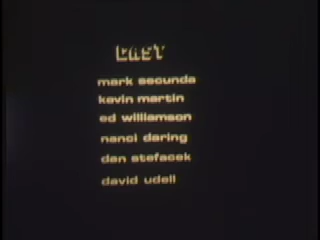 CAST
mark secunda
kevin martin
ed williamson
nanci daring
dan stefacek
david udell